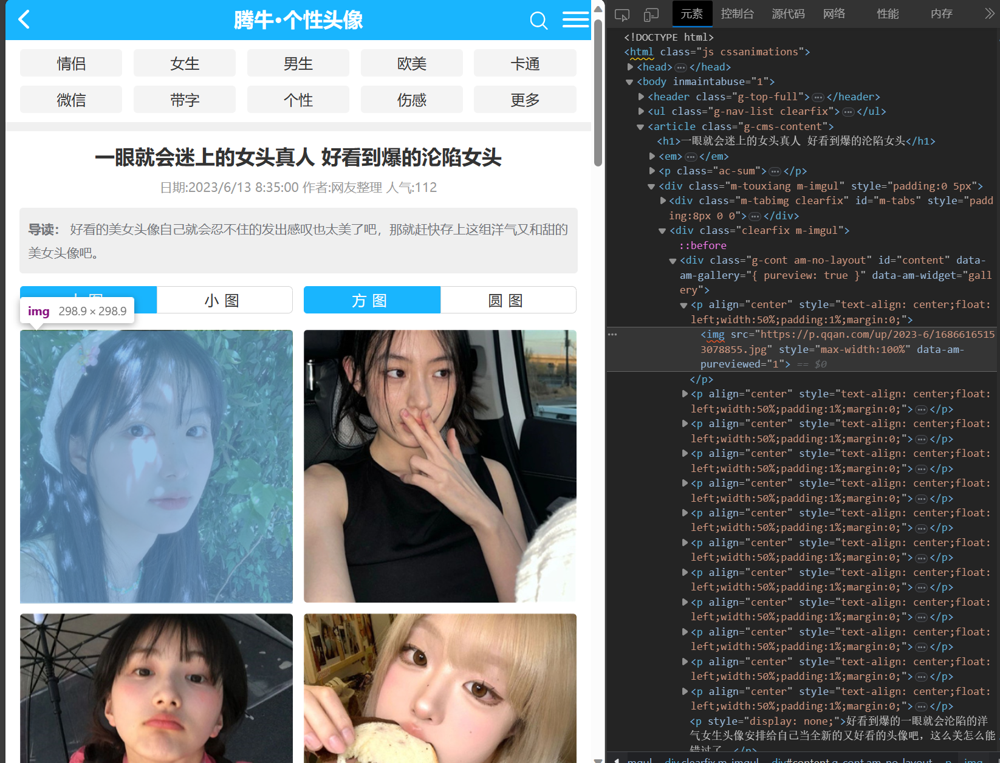 腾牛•个性头像
情侣 女生 男生 欧美 卡通
微信 带字 个性 伤感 更多
一眼就会迷上的女头真人 好看到爆的沦陷女头
日期:2023/6/13 8:35:00 作者:网友整理 人气:112
导读： 好看的美女头像自己就会忍不住的发出感叹也太美了吧，那就赶快存上这组洋气又和甜的
美女头像吧。
小 图 方 图 圆 图
img 298.9 × 298.9
元素 控制台 源代码 网络 性能 内存
<!DOCTYPE html>
<html class="js cssanimations">
<head>…</head>
<body inmaintabuse="1">
<header class="g-top-full">…</header>
<ul class="g-nav-list clearfix">…</ul>
<article class="g-cms-content">
<h1>一眼就会迷上的女头真人 好看到爆的沦陷女头</h1>
<em>…</em>
<p class="ac-sum">…</p>
<div class="m-touxiang m-imgul" style="padding:0 5px">
<div class="m-tabimg clearfix" id="m-tabs" style="padd
ing:8px 0 0">…</div>
<div class="clearfix m-imgul">
::before
<div class="g-cont am-no-layout" id="content" data-
am-gallery="{ pureview: true }" data-am-widget="gall
ery">
<p align="center" style="text-align: center;float:
left;width:50%;padding:1%;margin:0;">
… <img src="https://p.qqan.com/up/2023-6/1686616515
3078855.jpg" style="max-width:100%" data-am-
pureviewed="1"> == $0
</p>
<p align="center" style="text-align: center;float:
left;width:50%;padding:1%;margin:0;">…</p>
<p align="center" style="text-align: center;float:
left;width:50%;padding:1%;margin:0;">…</p>
<p align="center" style="text-align: center;float:
left;width:50%;padding:1%;margin:0;">…</p>
<p align="center" style="text-align: center;float:
left;width:50%;padding:1%;margin:0;">…</p>
<p align="center" style="text-align: center;float:
left;width:50%;padding:1%;margin:0;">…</p>
<p align="center" style="text-align: center;float:
left;width:50%;padding:1%;margin:0;">…</p>
<p align="center" style="text-align: center;float:
left;width:50%;padding:1%;margin:0;">…</p>
<p align="center" style="text-align: center;float:
left;width:50%;padding:1%;margin:0;">…</p>
<p align="center" style="text-align: center;float:
left;width:50%;padding:1%;margin:0;">…</p>
<p align="center" style="text-align: center;float:
left;width:50%;padding:1%;margin:0;">…</p>
<p align="center" style="text-align: center;float:
left;width:50%;padding:1%;margin:0;">…</p>
<p style="display: none;">好看到爆的一眼就会沦陷的洋
气女生头像安排给自己当全新的又好看的头像吧，这么美怎么能
错过了。</p>
mgul div.clearfix.m-imgul div#content.g-cont.am-no-layout p img